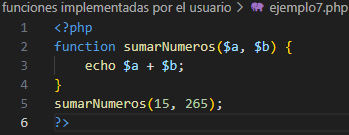 funciones implementadas por el usuario > ejemplo7.php
1 <?php
2 function sumarNumeros($a, $b) {
3     echo $a + $b;
4 }
5 sumarNumeros(15, 265);
6 ?>